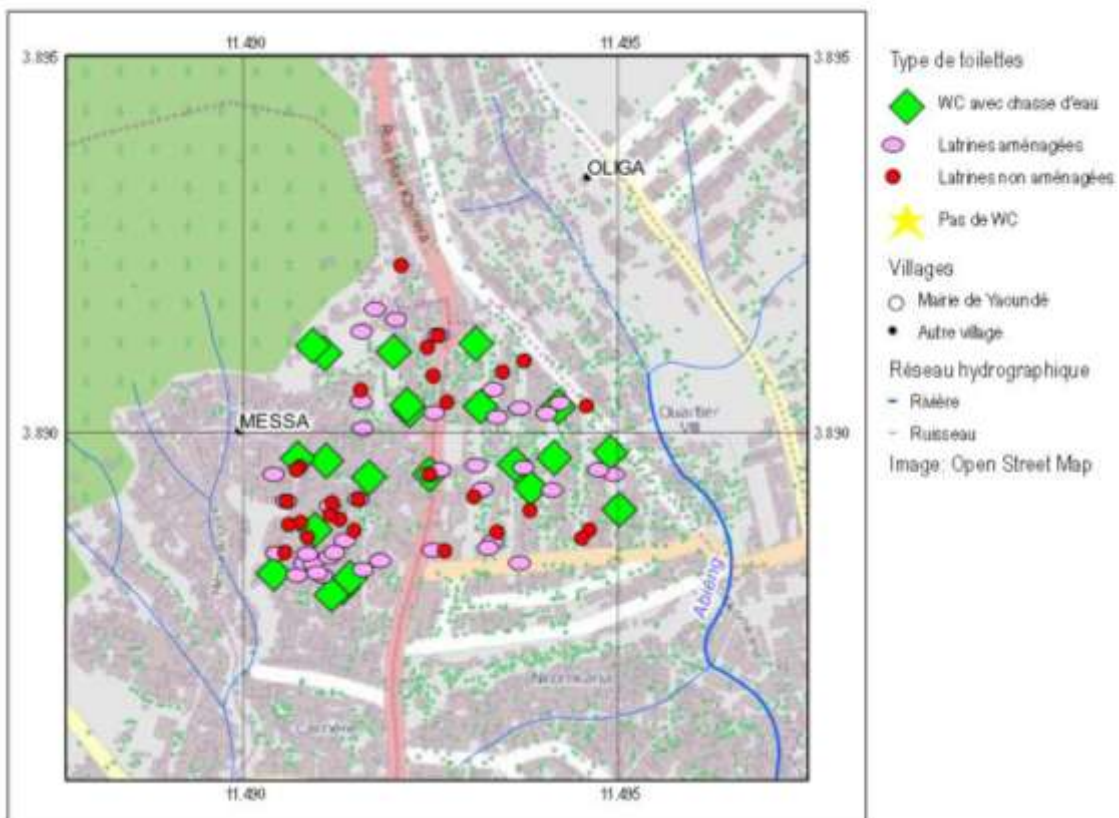 11.490
11.495
3.895
3.895
OLIGA
MESSA
3.890
3.890
Quartier
Abiéng
11.490
11.495
Type de toilettes
WC avec chasse d'eau
Latrines aménagées
Latrines non aménagées
Pas de WC
Villages
Mairie de Yaoundé
Autre village
Réseau hydrographique
Rivière
Ruisseau
Image: Open Street Map